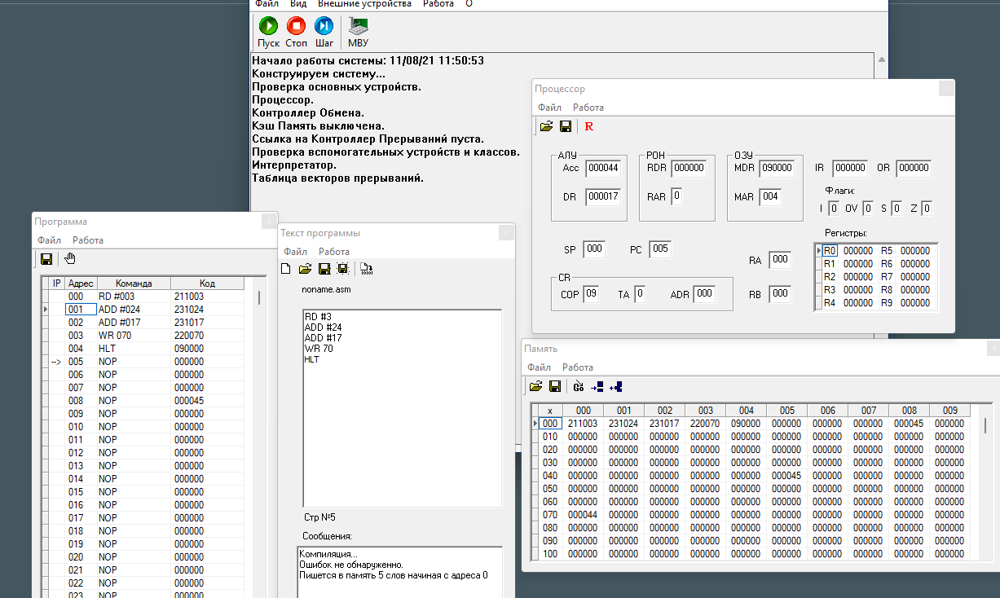 Файл Вид Внешние устройства Работа О
Пуск Стоп Шаг МВУ
Начало работы системы: 11/08/21 11:50:53
Конструируем систему...
Проверка основных устройств.
Процессор.
Контроллер Обмена.
Кэш Память выключена.
Ссылка на Контроллер Прерываний пуста.
Проверка вспомогательных устройств и классов.
Интерпретатор.
Таблица векторов прерываний.
Процессор
Файл Работа
R
АЛУ РОН ОЗУ
Acc 000044 RDR 000000 MDR 090000 IR 000000 OR 000000
Флаги:
DR 000017 RAR 0 MAR 004
I 0 OV 0 S 0 Z 0
Регистры:
SP 000 PC 005 RA 000
CR
COP 09 TA 0 ADR 000 RB 000
R0 000000 R5 000000
R1 000000 R6 000000
R2 000000 R7 000000
R3 000000 R8 000000
R4 000000 R9 000000
Программа
Файл Работа
IP Адрес Команда Код
000 RD #003 211003
001 ADD #024 231024
002 ADD #017 231017
003 WR 070 220070
004 HLT 090000
--> 005 NOP 000000
006 NOP 000000
007 NOP 000000
008 NOP 000045
009 NOP 000000
010 NOP 000000
011 NOP 000000
012 NOP 000000
013 NOP 000000
014 NOP 000000
015 NOP 000000
016 NOP 000000
017 NOP 000000
018 NOP 000000
019 NOP 000000
020 NOP 000000
021 NOP 000000
022 NOP 000000
023 NOP 000000
Текст программы
Файл Работа
noname.asm
RD #3
ADD #24
ADD #17
WR 70
HLT
Стр №5
Сообщения:
Компиляция...
Ошибок не обнаруженно.
Пишется в память 5 слов начиная с адреса 0
Память
Файл Работа
Go
x 000 001 002 003 004 005 006 007 008 009
000 211003 231024 231017 220070 090000 000000 000000 000000 000045 000000
010 000000 000000 000000 000000 000000 000000 000000 000000 000000 000000
020 000000 000000 000000 000000 000000 000000 000000 000000 000000 000000
030 000000 000000 000000 000000 000000 000000 000000 000000 000000 000000
040 000000 000000 000000 000000 000000 000045 000000 000000 000000 000000
050 000000 000000 000000 000000 000000 000000 000000 000000 000000 000000
060 000000 000000 000000 000000 000000 000000 000000 000000 000000 000000
070 000044 000000 000000 000000 000000 000000 000000 000000 000000 000000
080 000000 000000 000000 000000 000000 000000 000000 000000 000000 000000
090 000000 000000 000000 000000 000000 000000 000000 000000 000000 000000
100 000000 000000 000000 000000 000000 000000 000000 000000 000000 000000